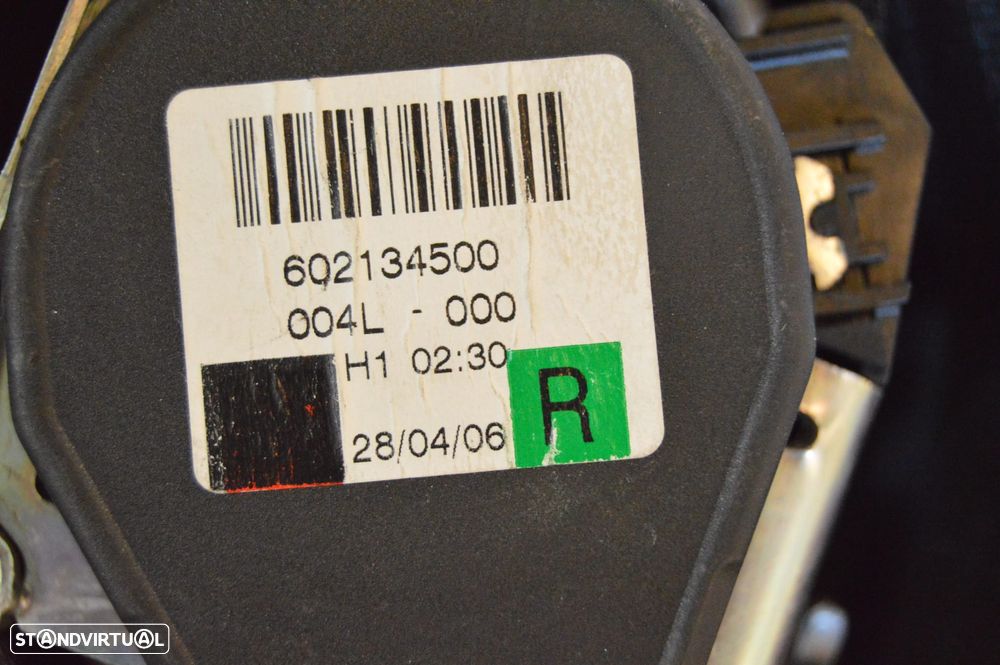 602134500
004L - 000
H1 02:30
28/04/06
R
STANDVIRTUAL